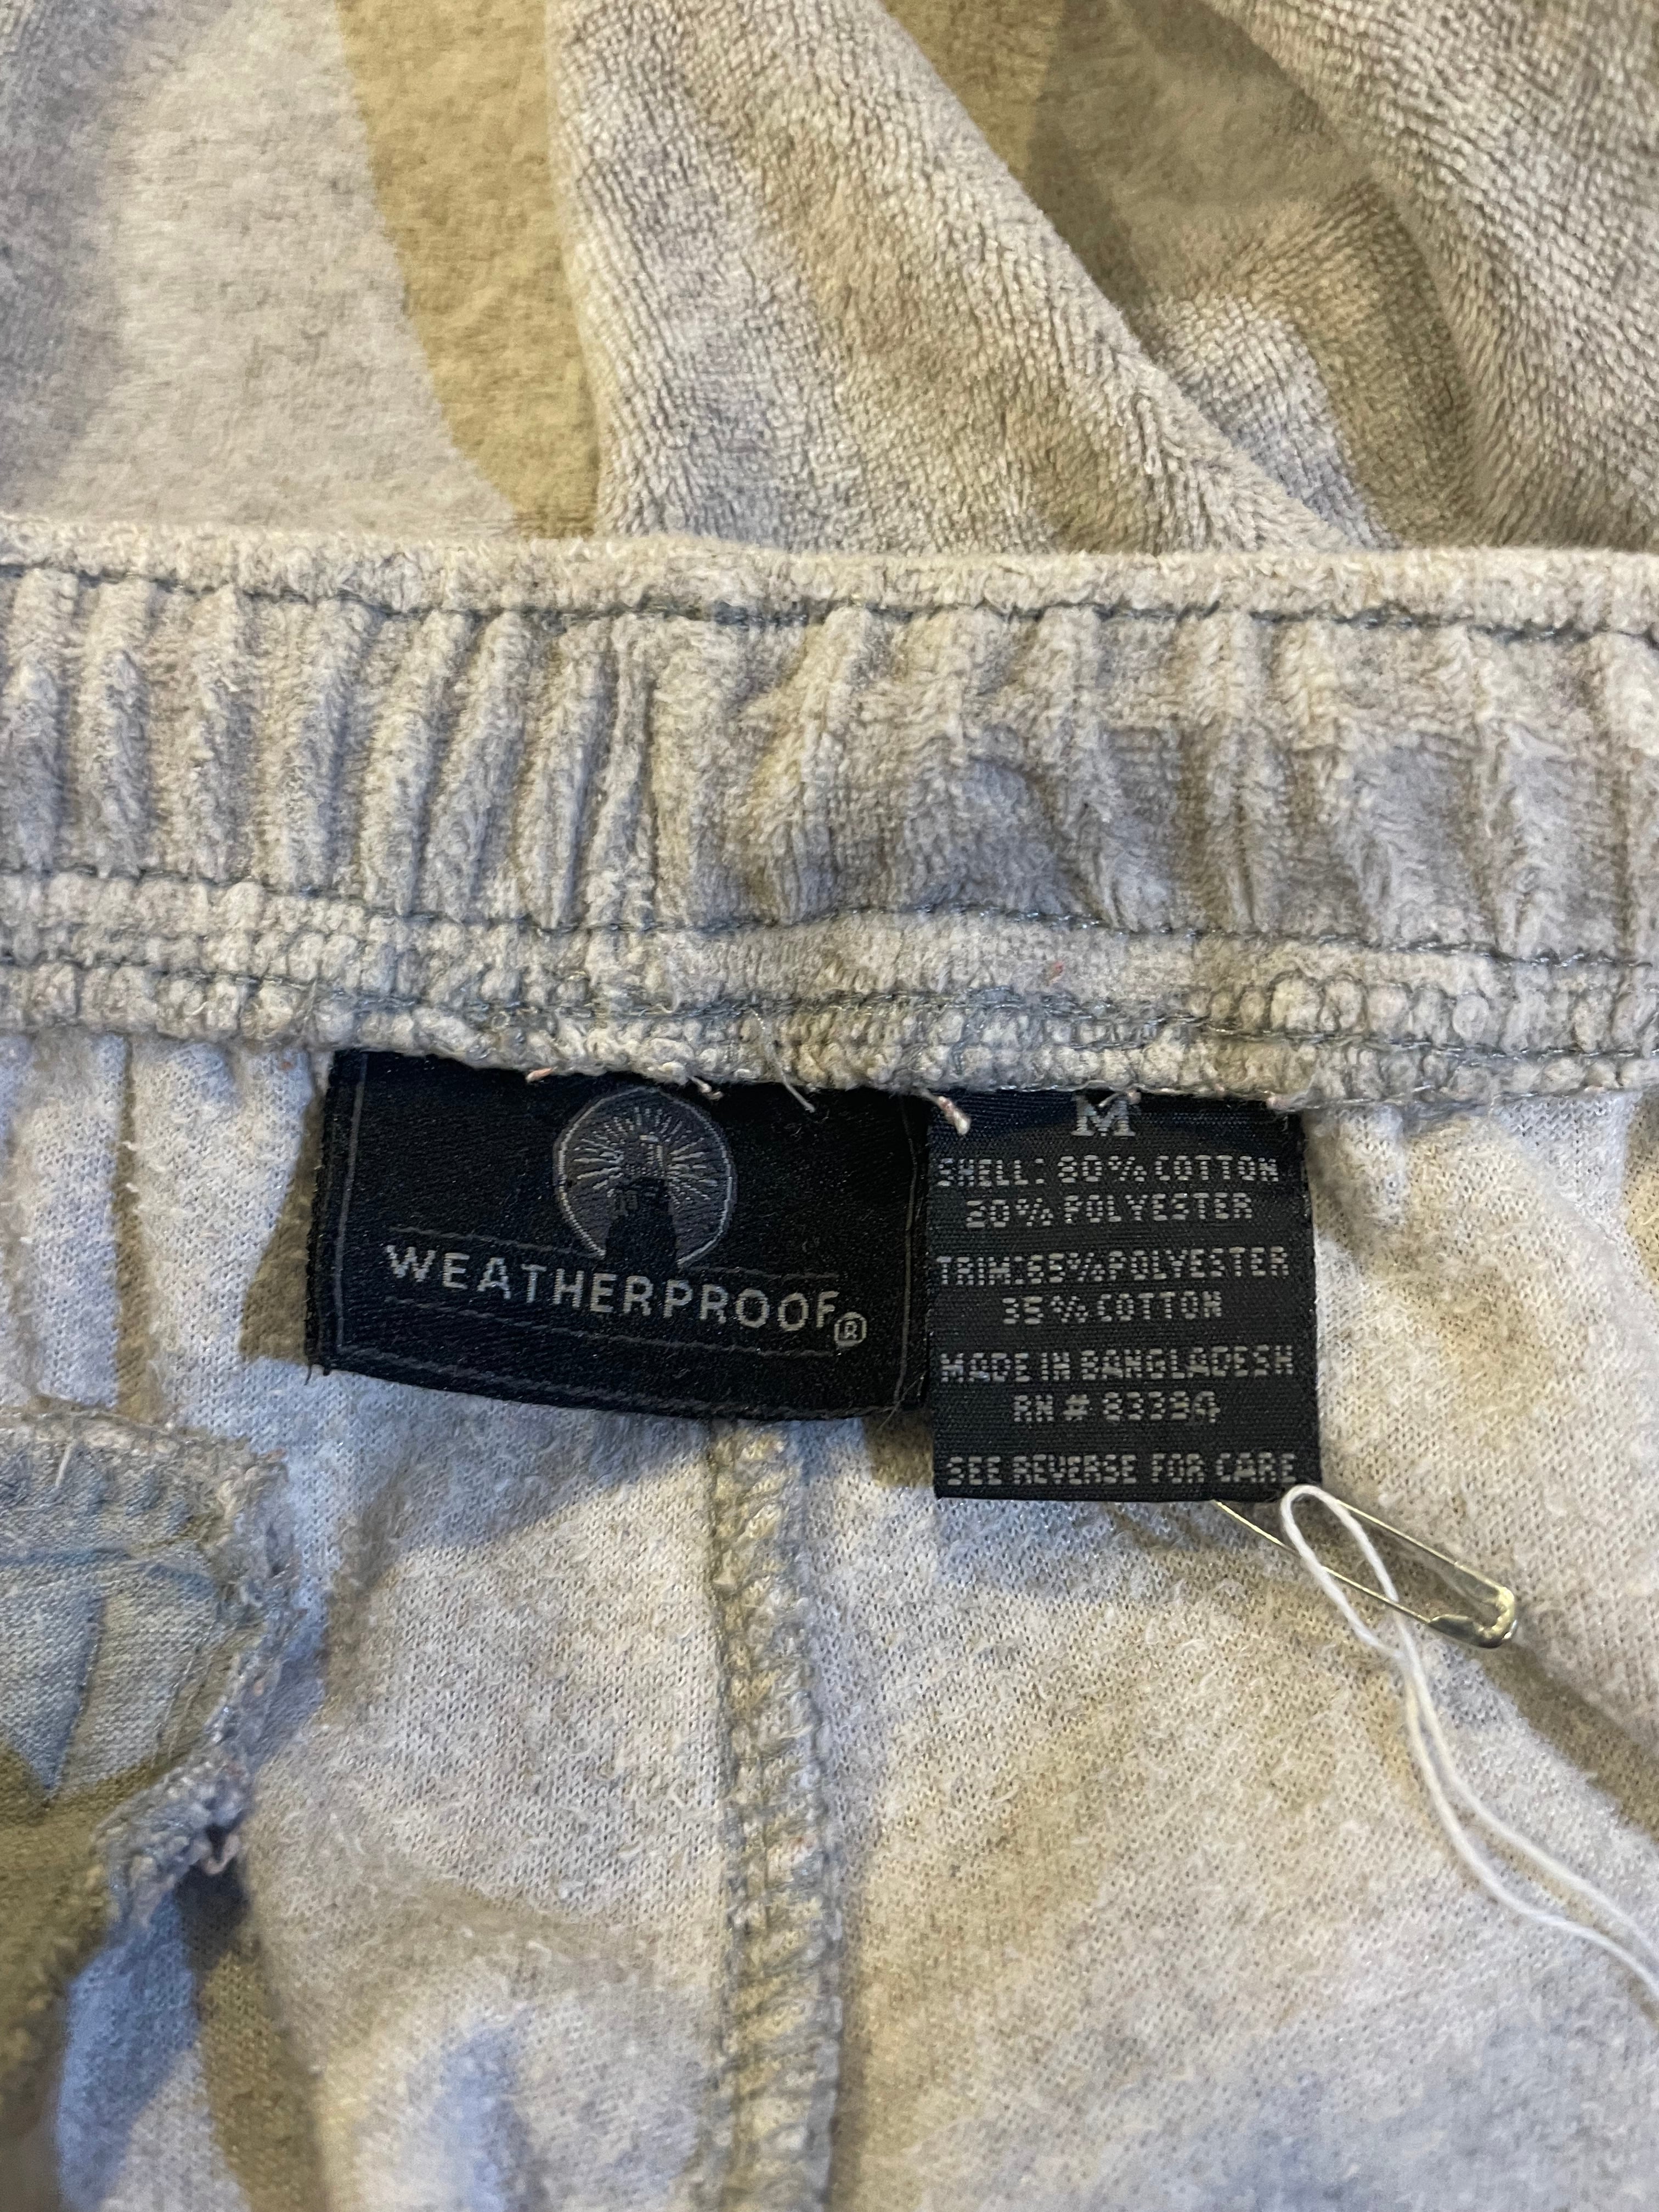 WEATHERPROOF®
M
SHELL: 80% COTTON
20% POLYESTER
TRIM:65%POLYESTER
35% COTTON
MADE IN BANGLADESH
RN # 83284
SEE REVERSE FOR CARE